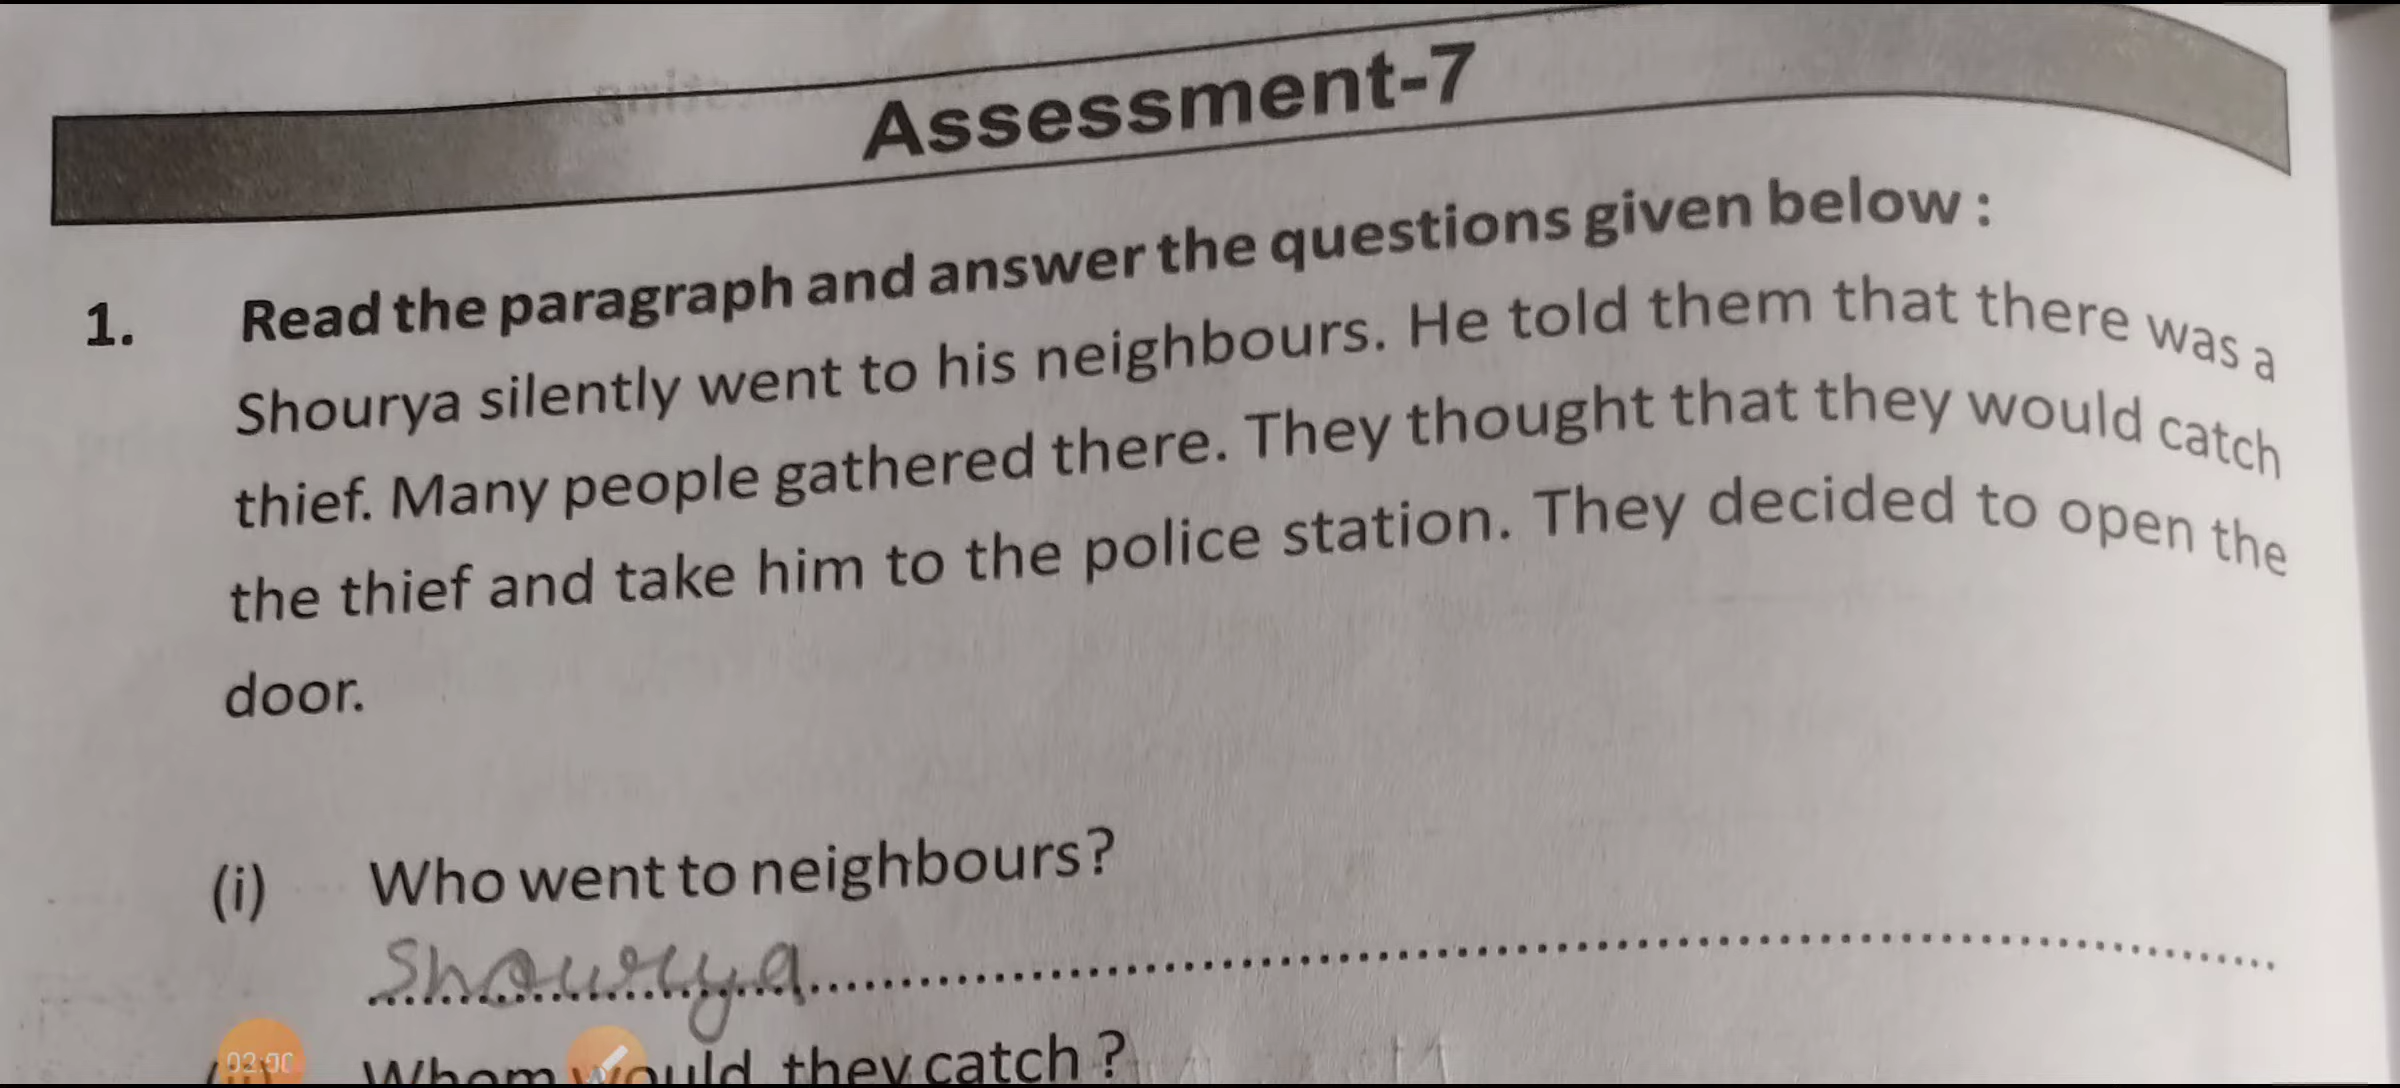 Assessment-7
1. Read the paragraph and answer the questions given below :
Shourya silently went to his neighbours. He told them that there was a
thief. Many people gathered there. They thought that they would catch
the thief and take him to the police station. They decided to open the
door.
(i) Who went to neighbours?
Shourya
Whom would they catch ?